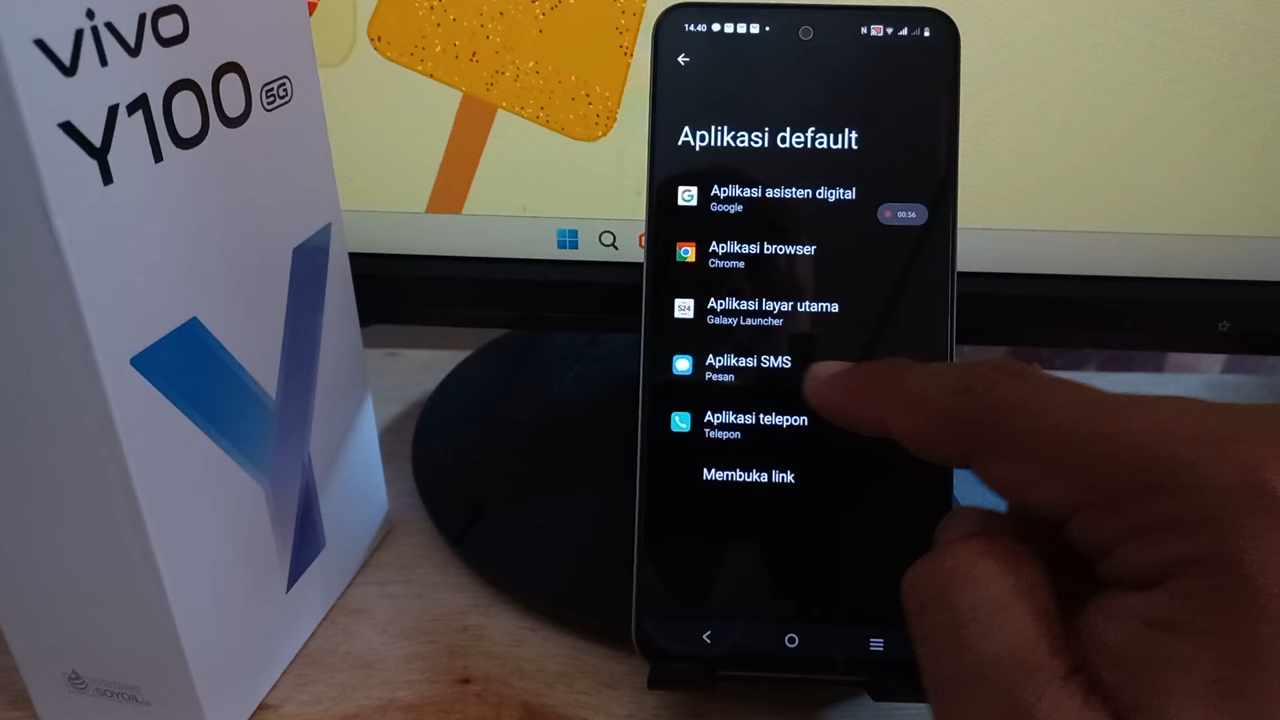 vivo
Y100 5G
SOYOIL
14.40
Aplikasi default
Aplikasi asisten digital
Google
00:56
Aplikasi browser
Chrome
Aplikasi layar utama
S24
Galaxy Launcher
Aplikasi SMS
Pesan
Aplikasi telepon
Telepon
Membuka link